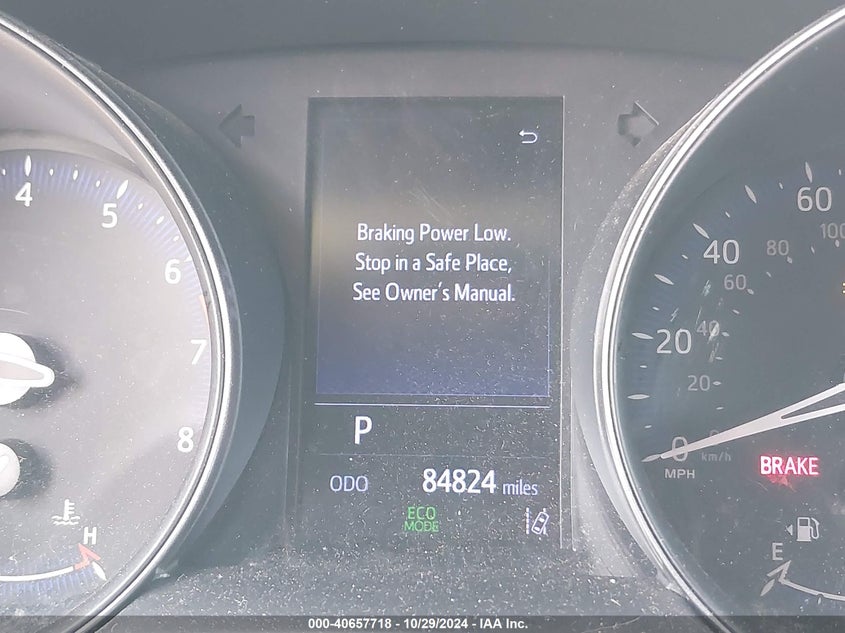 4
5
6
7
8
H
Braking Power Low.
Stop in a Safe Place,
See Owner's Manual.
P
ODO 84824 miles
ECO
MODE
60
100
40
80
60
20
40
20
0
0
MPH
km/h
BRAKE
E
000-40657718 - 10/29/2024 - IAA Inc.